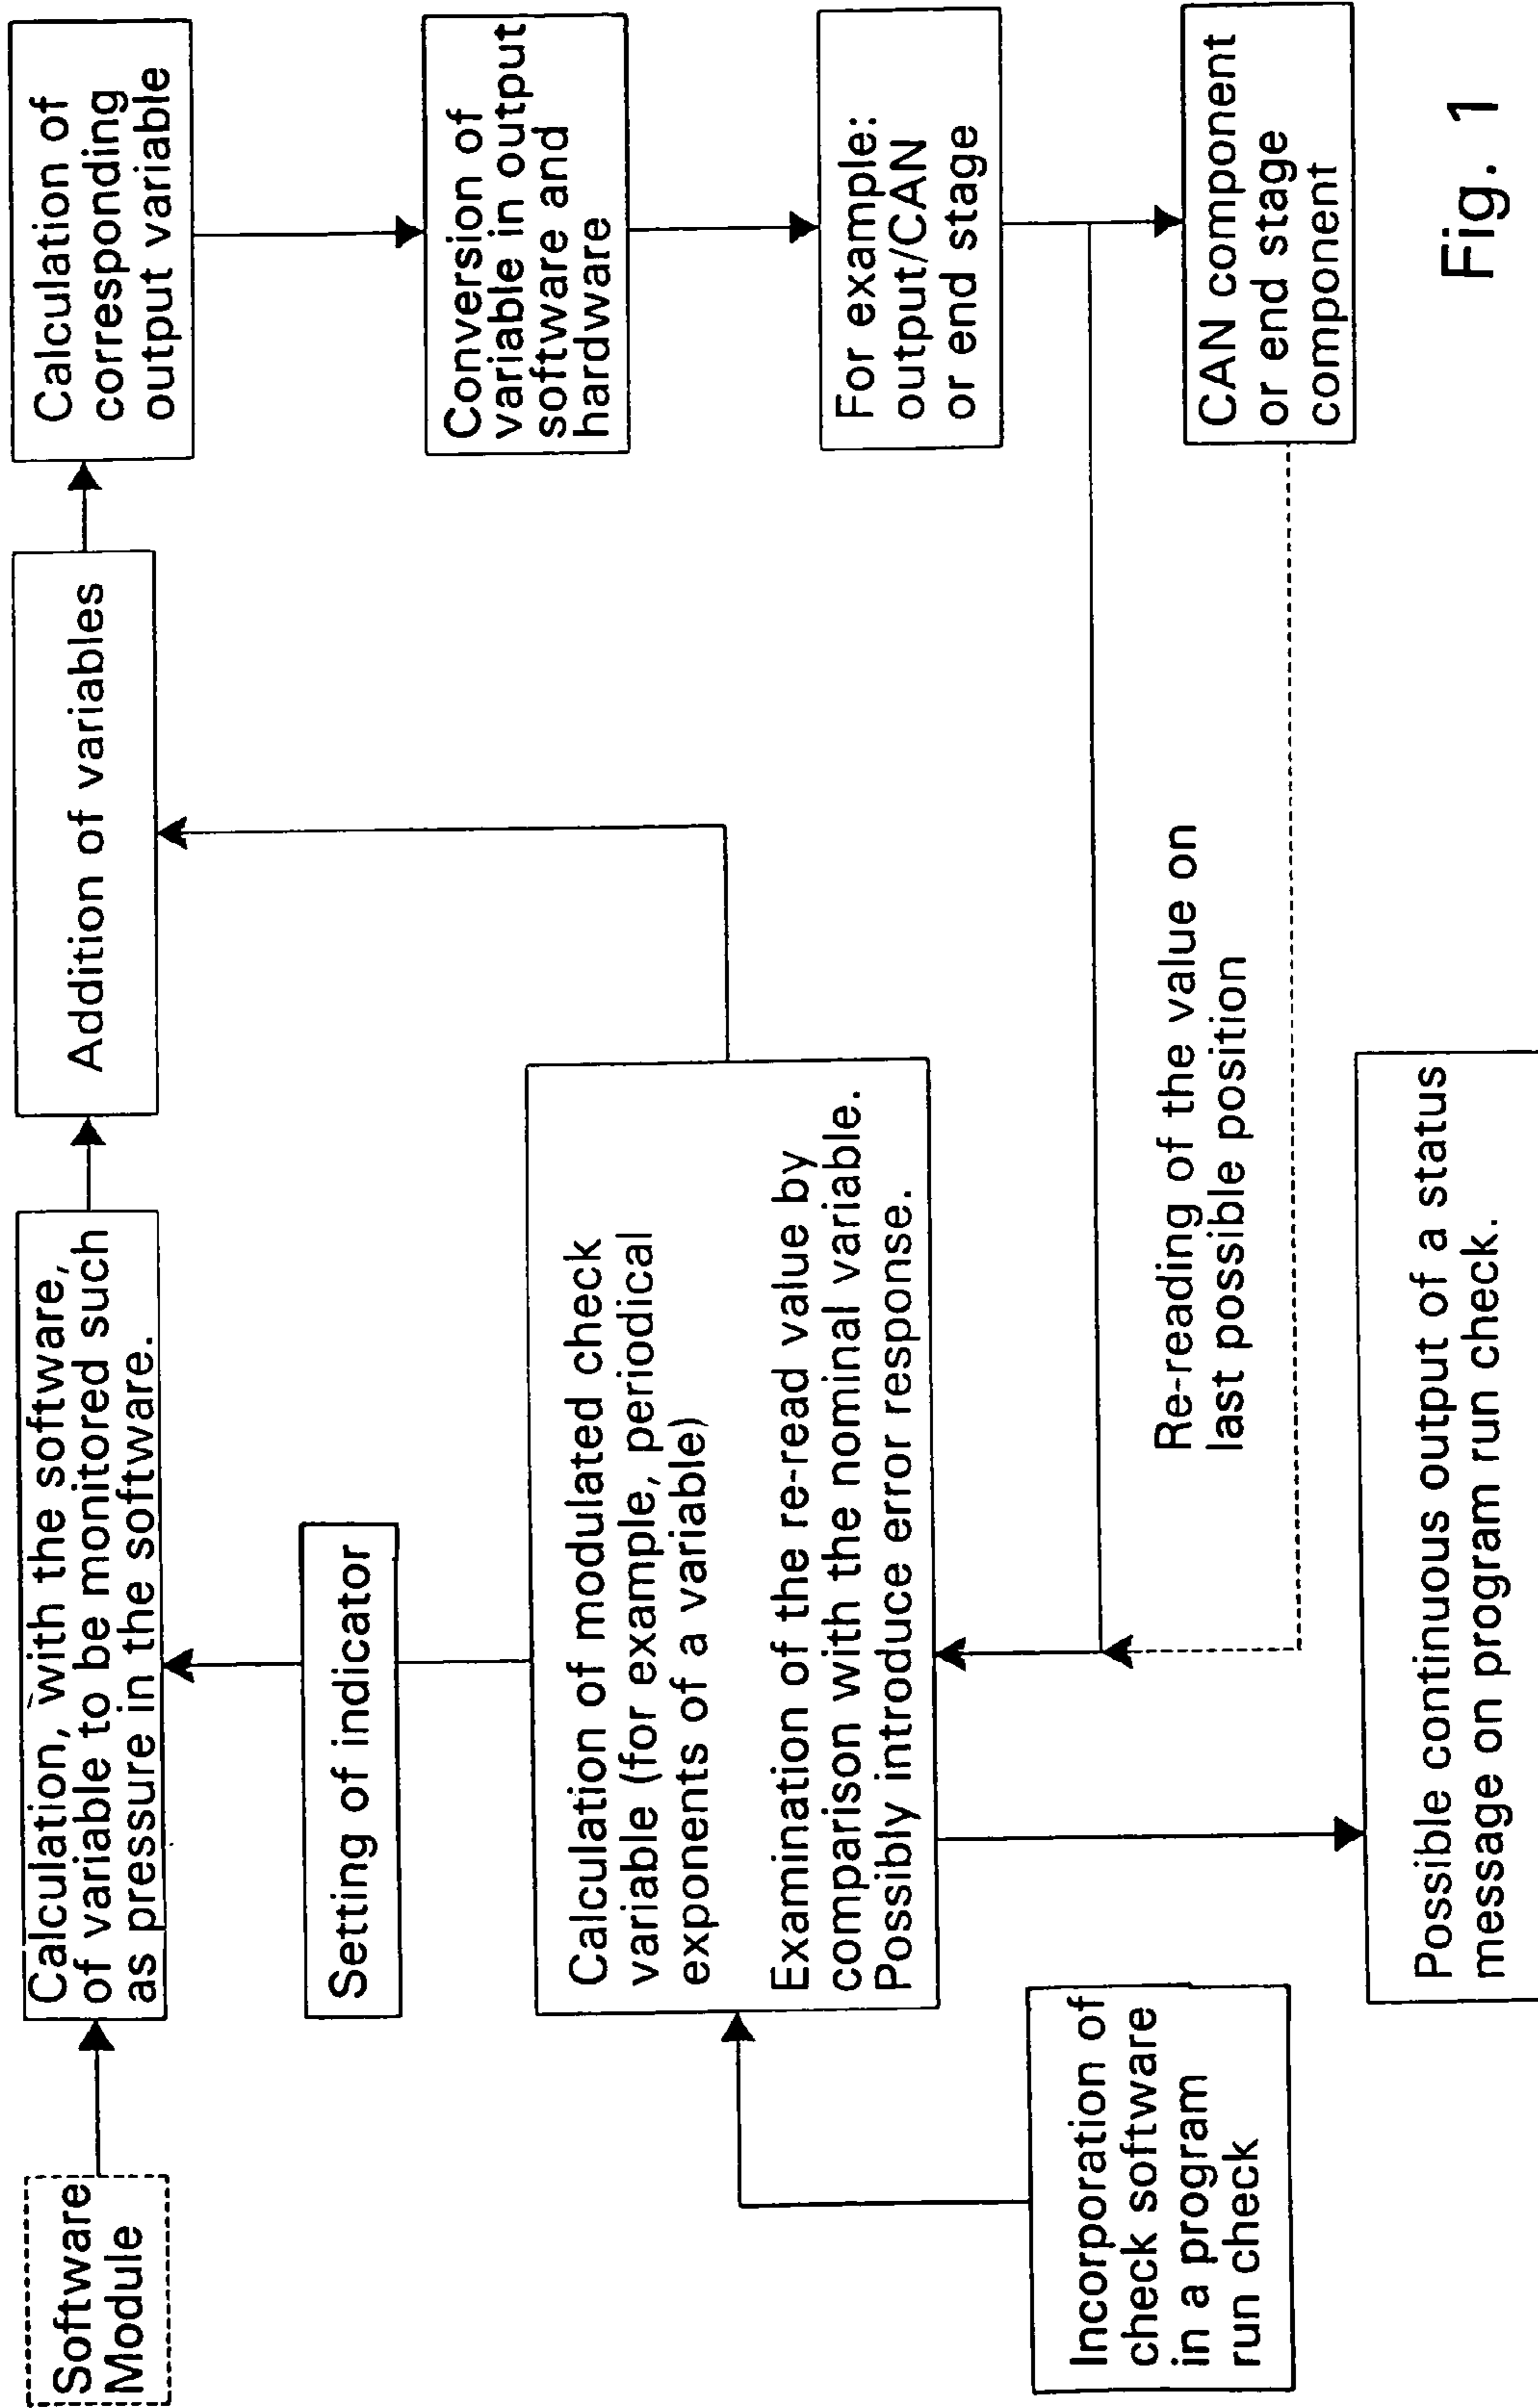 Software
Module
Calculation, with the software,
of variable to be monitored such
as pressure in the software.
Addition of variables
Calculation of
corresponding
output variable
Setting of indicator
Conversion of
variable in output
software and
hardware
Calculation of modulated check
variable (for example, periodical
exponents of a variable)
Examination of the re-read value by
comparison with the nominal variable.
Possibly introduce error response.
For example:
output/CAN
or end stage
Incorporation of
check software
in a program
run check
Re-reading of the value on
last possible position
CAN component
or end stage
component
Possible continuous output of a status
message on program run check.
Fig. 1